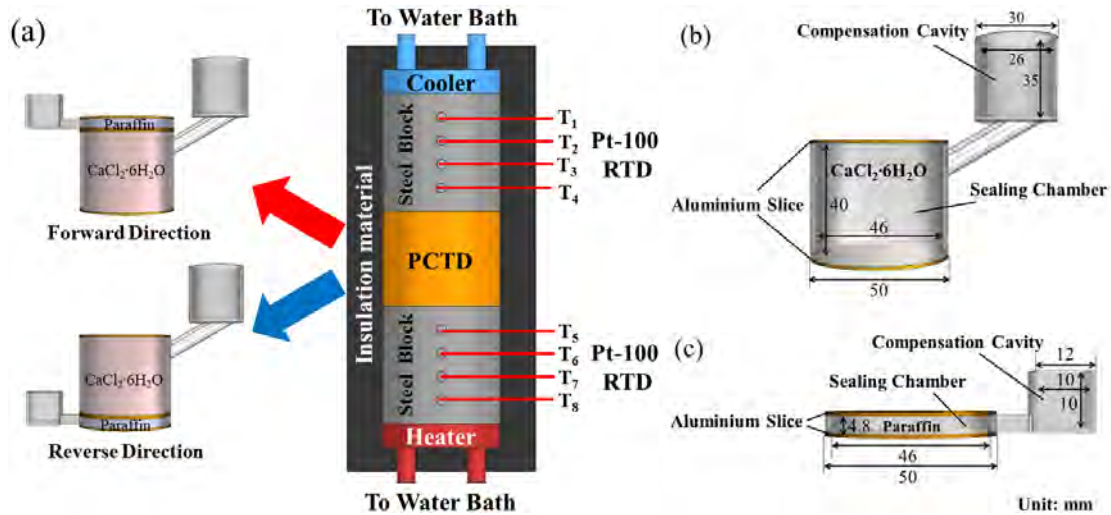 (a)
To Water Bath
Cooler
Steel Block
T₁
T₂
T₃
T₄
Pt-100
RTD
Insulation material
PCTD
Steel Block
T₅
T₆
T₇
T₈
Pt-100
RTD
Heater
To Water Bath
Paraffin
CaCl₂·6H₂O
Forward Direction
CaCl₂·6H₂O
Paraffin
Reverse Direction
(b)
30
Compensation Cavity
26
35
CaCl₂·6H₂O
Sealing Chamber
Aluminium Slice
40
46
50
(c)
Compensation Cavity
12
Sealing Chamber
10
10
Aluminium Slice
4.8
Paraffin
46
50
Unit: mm